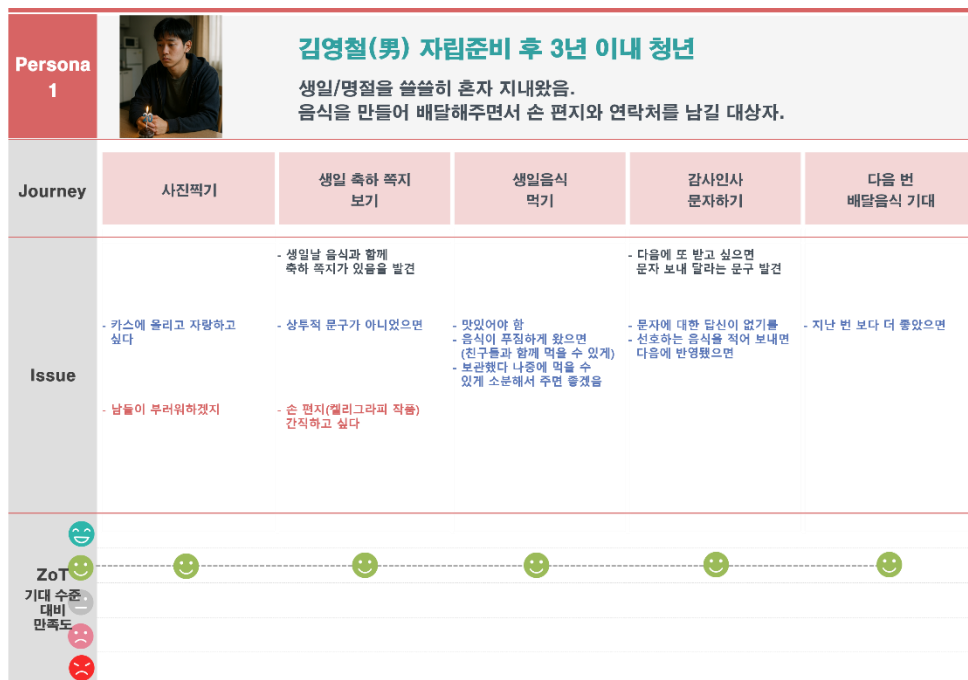 Persona
1
김영철(男) 자립준비 후 3년 이내 청년
생일/명절을 쓸쓸히 혼자 지내왔음.
음식을 만들어 배달해주면서 손 편지와 연락처를 남길 대상자.
Journey
사진찍기
생일 축하 쪽지
보기
생일음식
먹기
감사인사
문자하기
다음 번
배달음식 기대
Issue
- 생일날 음식과 함께
축하 쪽지가 있음을 발견
- 다음에 또 받고 싶으면
문자 보내 달라는 문구 발견
- 카스에 올리고 자랑하고
싶다
- 상투적 문구가 아니었으면
- 맛있어야 함
- 음식이 푸짐하게 왔으면
(친구들과 함께 먹을 수 있게)
- 보관했다 나중에 먹을 수
있게 소분해서 주면 좋겠음
- 문자에 대한 답신이 없기를
- 선호하는 음식을 적어 보내면
다음에 반영됐으면
- 지난 번 보다 더 좋았으면
- 남들이 부러워하겠지
- 손 편지(켈리그라피 작품)
간직하고 싶다
ZoT
기대 수준
대비
만족도